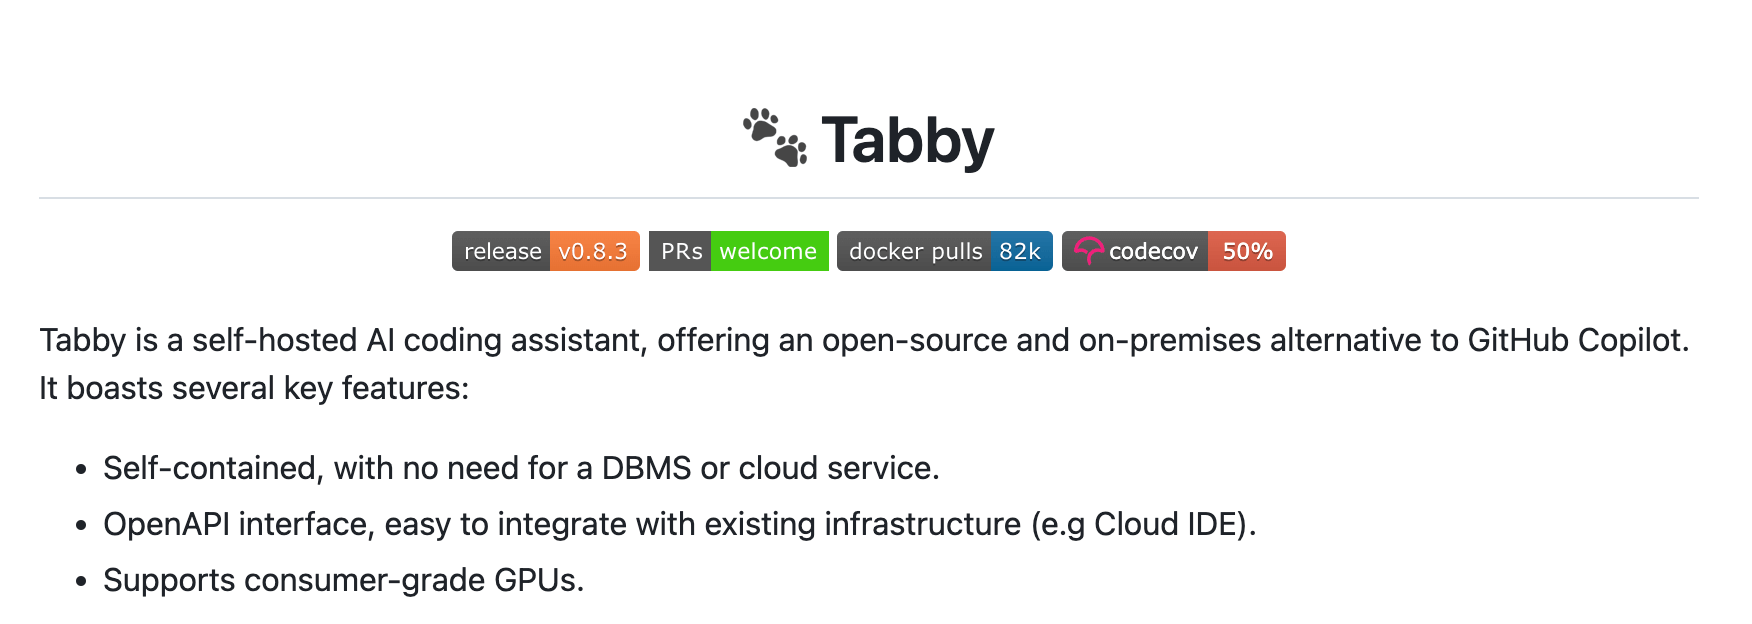 Tabby
release v0.8.3 PRs welcome docker pulls 82k codecov 50%
Tabby is a self-hosted AI coding assistant, offering an open-source and on-premises alternative to GitHub Copilot.
It boasts several key features:
• Self-contained, with no need for a DBMS or cloud service.
• OpenAPI interface, easy to integrate with existing infrastructure (e.g Cloud IDE).
• Supports consumer-grade GPUs.